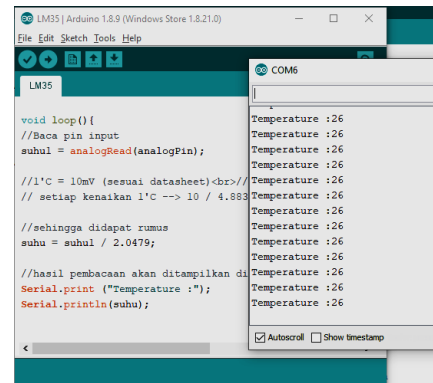 LM35 | Arduino 1.8.9 (Windows Store 1.8.21.0)
File Edit Sketch Tools Help
LM35
void loop(){
//Baca pin input
suhu1 = analogRead(analogPin);
//1'C = 10mV (sesuai datasheet)<br>//
// setiap kenaikan 1'C --> 10 / 4.883
//sehingga didapat rumus
suhu = suhu1 / 2.0479;
//hasil pembacaan akan ditampilkan di
Serial.print ("Temperature :");
Serial.println(suhu);
COM6
Temperature :26
Temperature :26
Temperature :26
Temperature :26
Temperature :26
Temperature :26
Temperature :26
Temperature :26
Temperature :26
Temperature :26
Temperature :26
Temperature :26
Temperature :26
Autoscroll Show timestamp